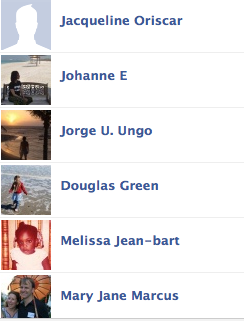 Jacqueline Oriscar
Johanne E
Jorge U. Ungo
Douglas Green
Melissa Jean-bart
Mary Jane Marcus